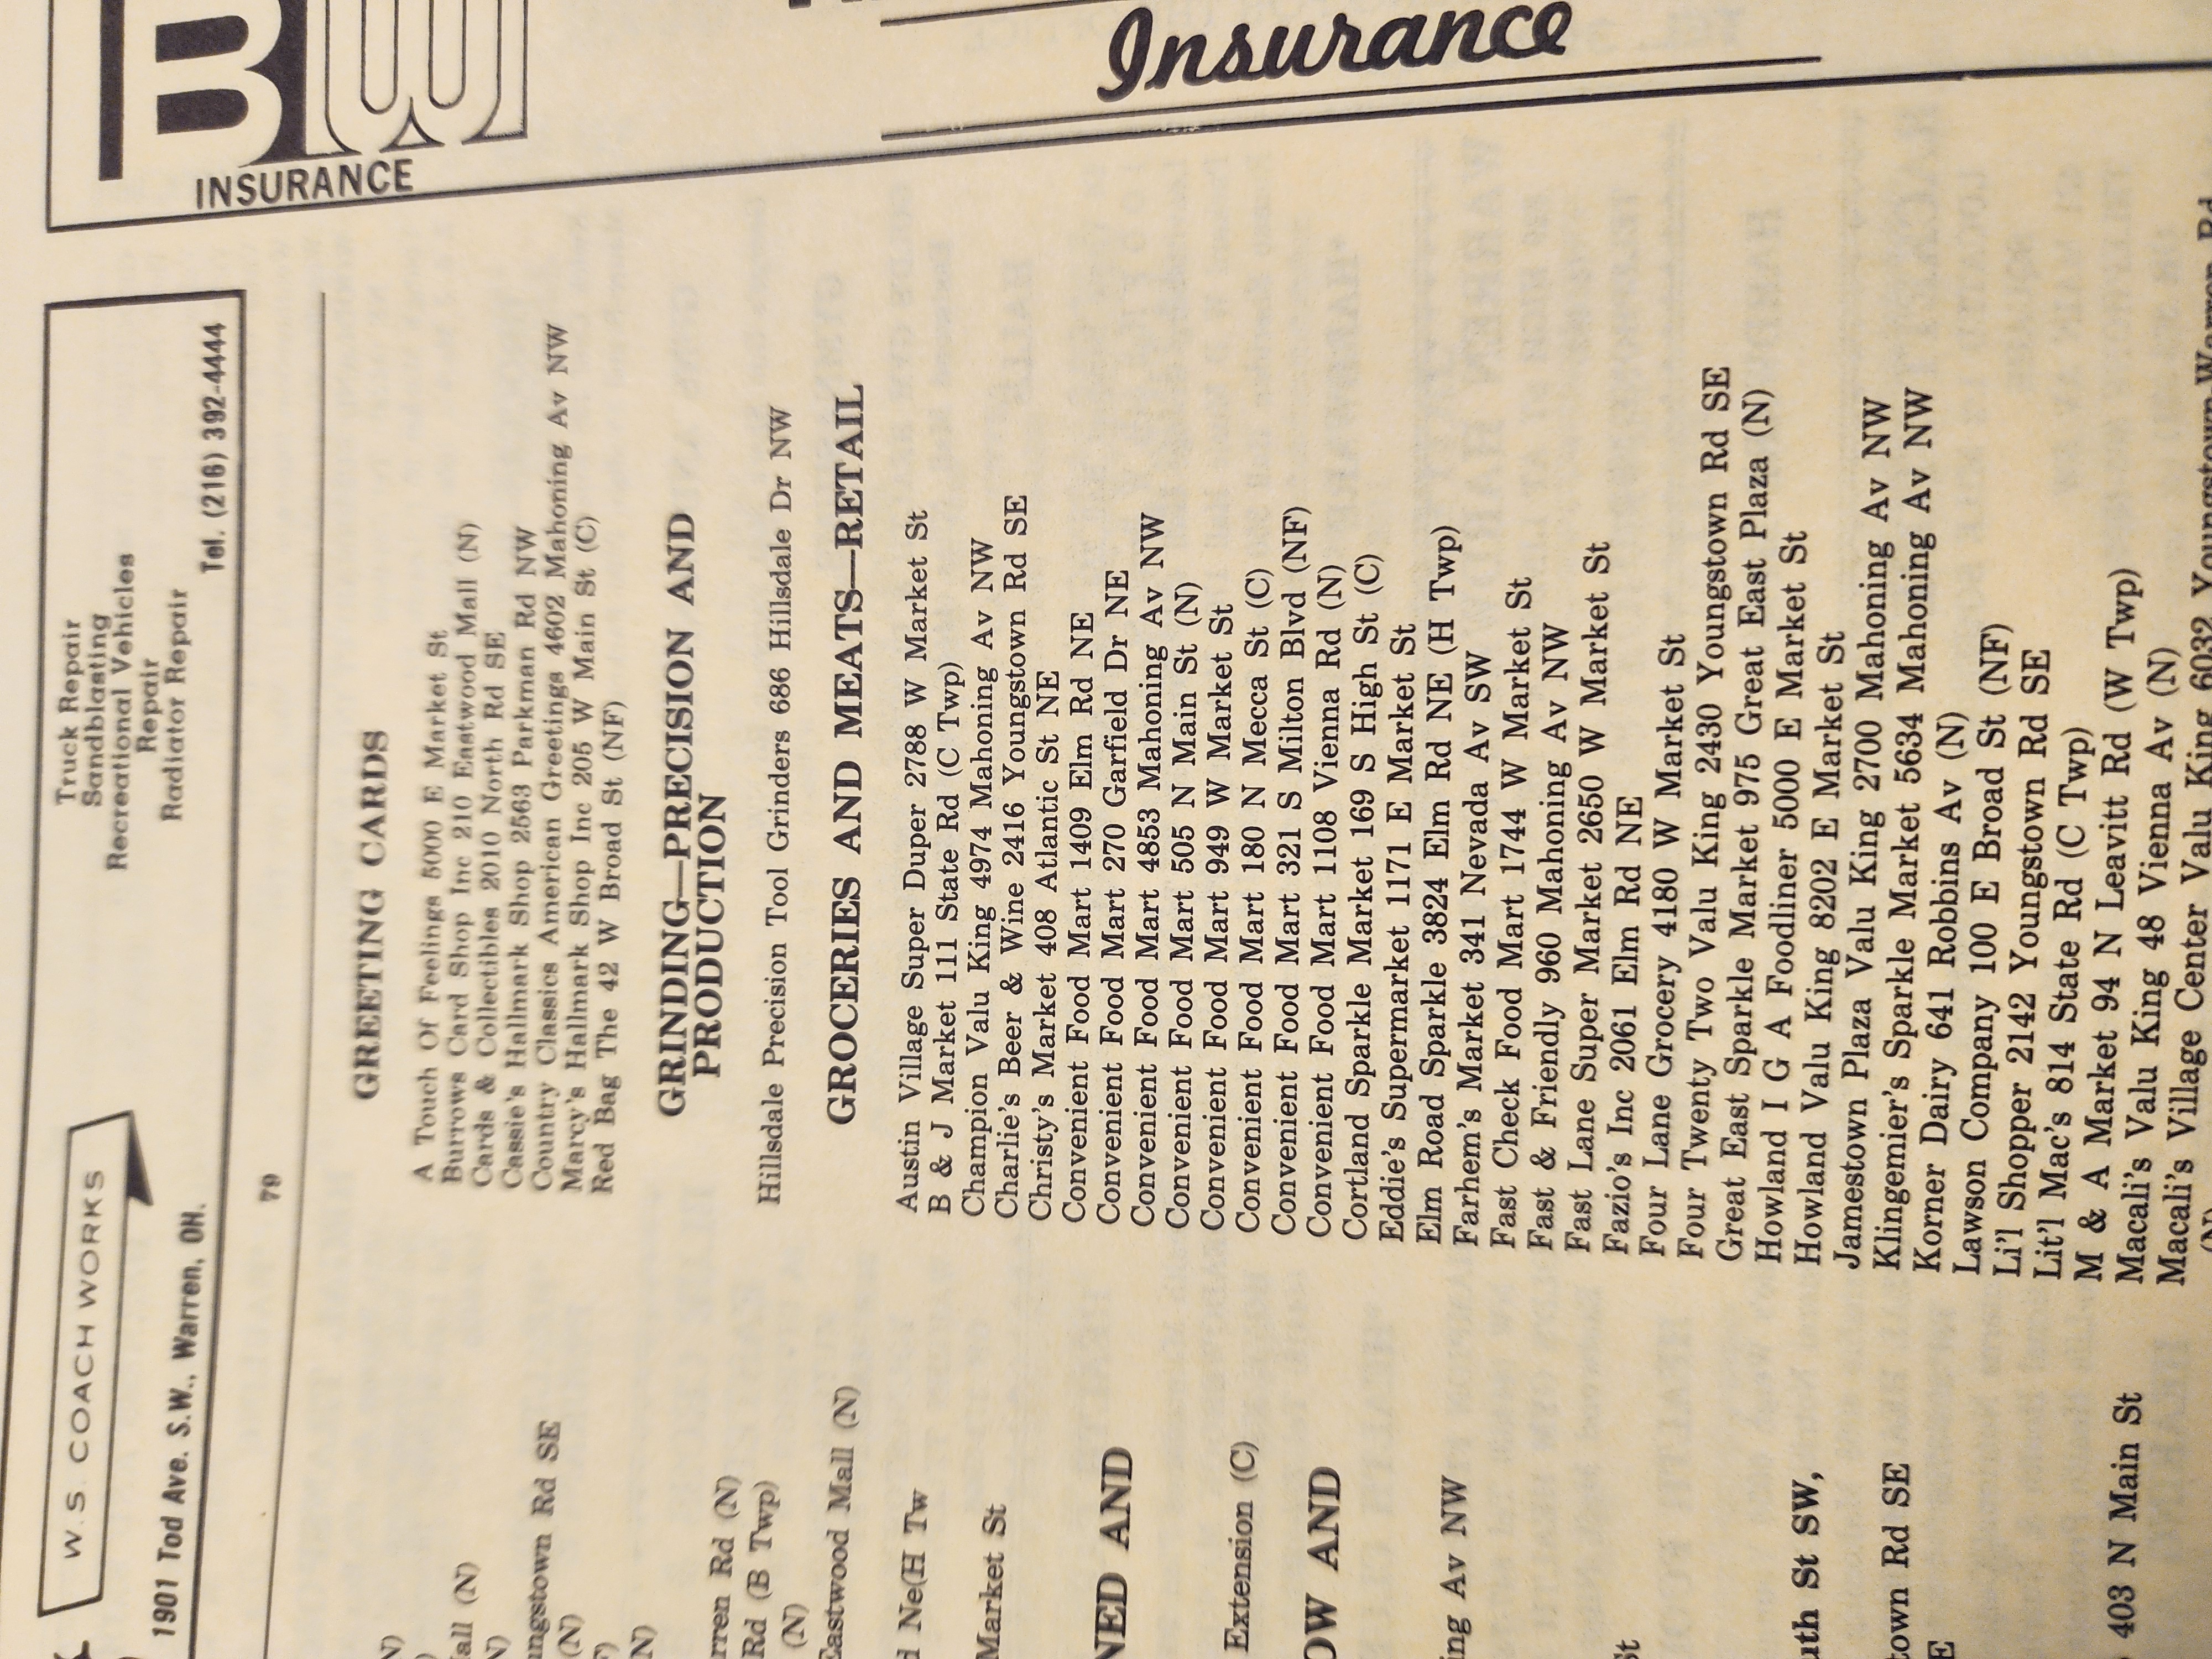 BW
INSURANCE
Insurance
W.S. COACH WORKS
1901 Tod Ave. S.W., Warren, OH.
Truck Repair
Sandblasting
Recreational Vehicles
Repair
Radiator Repair
Tel. (216) 392-4444
79
all (N)
ungstown Rd SE
(N)
rren Rd (N)
Rd (B Twp)
(N)
Eastwood Mall (N)
d Ne(H Tw
Market St
NED AND
Extension (C)
OW AND
ing Av NW
St
uth St SW,
town Rd SE
E
403 N Main St
GREETING CARDS
A Touch Of Feelings 5000 E Market St
Burrows Card Shop Inc 210 Eastwood Mall (N)
Cards & Collectibles 2010 North Rd SE
Cassie's Hallmark Shop 2563 Parkman Rd NW
Country Classics American Greetings 4602 Mahoning Av NW
Marcy's Hallmark Shop Inc 205 W Main St (C)
Red Bag The 42 W Broad St (NF)
GRINDING—PRECISION AND
PRODUCTION
Hillsdale Precision Tool Grinders 686 Hillsdale Dr NW
GROCERIES AND MEATS—RETAIL
Austin Village Super Duper 2788 W Market St
B & J Market 111 State Rd (C Twp)
Champion Valu King 4974 Mahoning Av NW
Charlie's Beer & Wine 2416 Youngstown Rd SE
Christy's Market 408 Atlantic St NE
Convenient Food Mart 1409 Elm Rd NE
Convenient Food Mart 270 Garfield Dr NE
Convenient Food Mart 4853 Mahoning Av NW
Convenient Food Mart 505 N Main St (N)
Convenient Food Mart 949 W Market St
Convenient Food Mart 180 N Mecca St (C)
Convenient Food Mart 321 S Milton Blvd (NF)
Convenient Food Mart 1108 Vienna Rd (N)
Cortland Sparkle Market 169 S High St (C)
Eddie's Supermarket 1171 E Market St
Elm Road Sparkle 3824 Elm Rd NE (H Twp)
Farhem's Market 341 Nevada Av SW
Fast Check Food Mart 1744 W Market St
Fast & Friendly 960 Mahoning Av NW
Fast Lane Super Market 2650 W Market St
Fazio's Inc 2061 Elm Rd NE
Four Lane Grocery 4180 W Market St
Four Twenty Two Valu King 2430 Youngstown Rd SE
Great East Sparkle Market 975 Great East Plaza (N)
Howland I G A Foodliner 5000 E Market St
Howland Valu King 8202 E Market St
Jamestown Plaza Valu King 2700 Mahoning Av NW
Klingemier's Sparkle Market 5634 Mahoning Av NW
Korner Dairy 641 Robbins Av (N)
Lawson Company 100 E Broad St (NF)
Li'l Shopper 2142 Youngstown Rd SE
Lit'l Mac's 814 State Rd (C Twp)
M & A Market 94 N Leavitt Rd (W Twp)
Macali's Valu King 48 Vienna Av (N)
Macali's Village Center Valu King 6032 Youngstown-Warren Rd
(N)